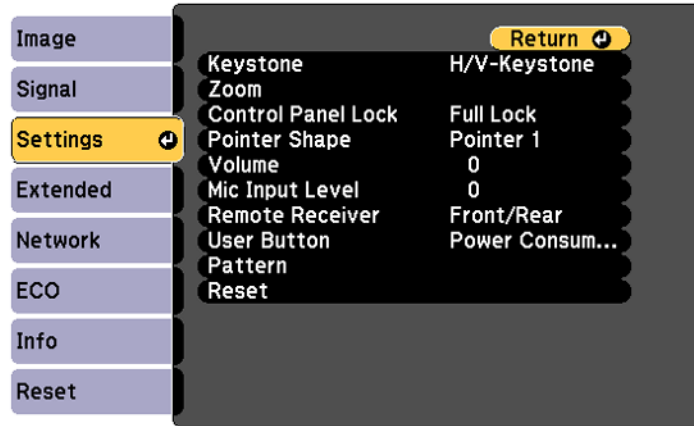 Image
Signal
Settings
Extended
Network
ECO
Info
Reset
Return
Keystone H/V-Keystone
Zoom
Control Panel Lock Full Lock
Pointer Shape Pointer 1
Volume 0
Mic Input Level 0
Remote Receiver Front/Rear
User Button Power Consum...
Pattern
Reset